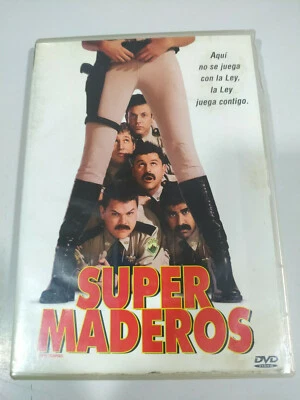 Aquí
no se juega
con la Ley,
la Ley
juega contigo.
SUPER
MADEROS
DVD